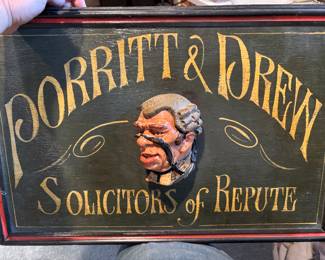 PORRITT & DREW
SOLICITORS of REPUTE